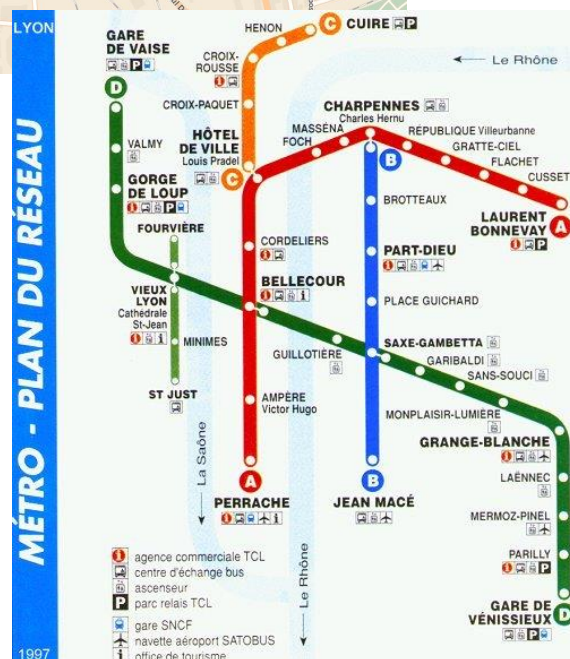 LYON
MÉTRO - PLAN DU RÉSEAU
1997
GARE
DE VAISE
P
D
VALMY
GORGE
DE LOUP
P
FOURVIÈRE
VIEUX
LYON
Cathédrale
St-Jean
i
MINIMES
ST JUST
HENON
C
CUIRE
P
CROIX-
ROUSSE
CROIX-PAQUET
HÔTEL
DE VILLE
Louis Pradel
C
Le Rhône
CHARPENNES
Charles Hernu
MASSÉNA
FOCH
RÉPUBLIQUE Villeurbanne
GRATTE-CIEL
FLACHET
CUSSET
LAURENT
BONNEVAY
A
P
B
BROTTEAUX
PART-DIEU
PLACE GUICHARD
CORDELIERS
BELLECOUR
i
GUILLOTIÈRE
SAXE-GAMBETTA
GARIBALDI
SANS-SOUCI
AMPÈRE
Victor Hugo
MONPLAISIR-LUMIÈRE
GRANGE-BLANCHE
LAËNNEC
MERMOZ-PINEL
PARILLY
P
GARE DE
VÉNISSIEUX
P
D
A
PERRACHE
i
B
JEAN MACÉ
La Saône
Le Rhône
i agence commerciale TCL
centre d'échange bus
ascenseur
P parc relais TCL
gare SNCF
navette aéroport SATOBUS
i office de tourisme